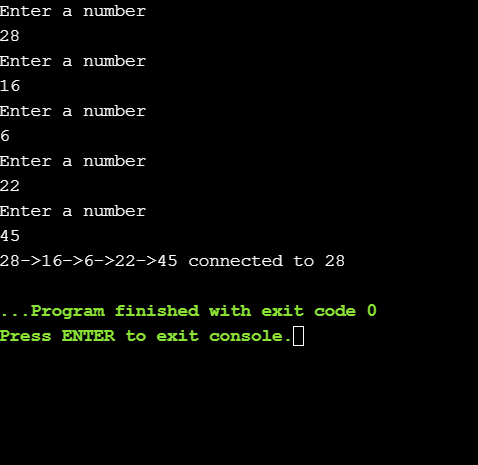 Enter a number
28
Enter a number
16
Enter a number
6
Enter a number
22
Enter a number
45
28->16->6->22->45 connected to 28
...Program finished with exit code 0
Press ENTER to exit console.